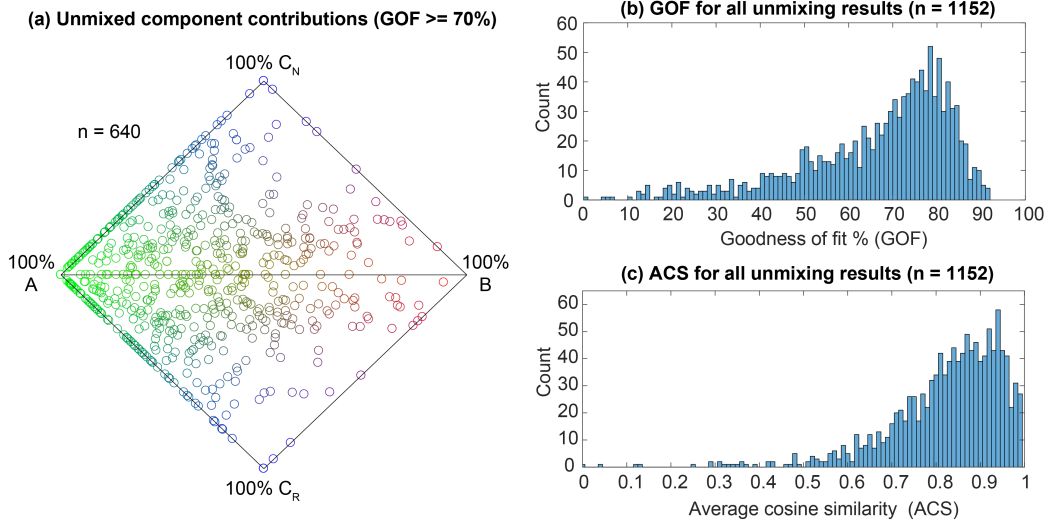 (a) Unmixed component contributions (GOF >= 70%)
100% C_N
n = 640
100%
A
100%
B
100% C_R
(b) GOF for all unmixing results (n = 1152)
60
50
40
30
20
10
0
Count
0 10 20 30 40 50 60 70 80 90 100
Goodness of fit % (GOF)
(c) ACS for all unmixing results (n = 1152)
60
50
40
30
20
10
0
Count
0 0.1 0.2 0.3 0.4 0.5 0.6 0.7 0.8 0.9 1
Average cosine similarity (ACS)